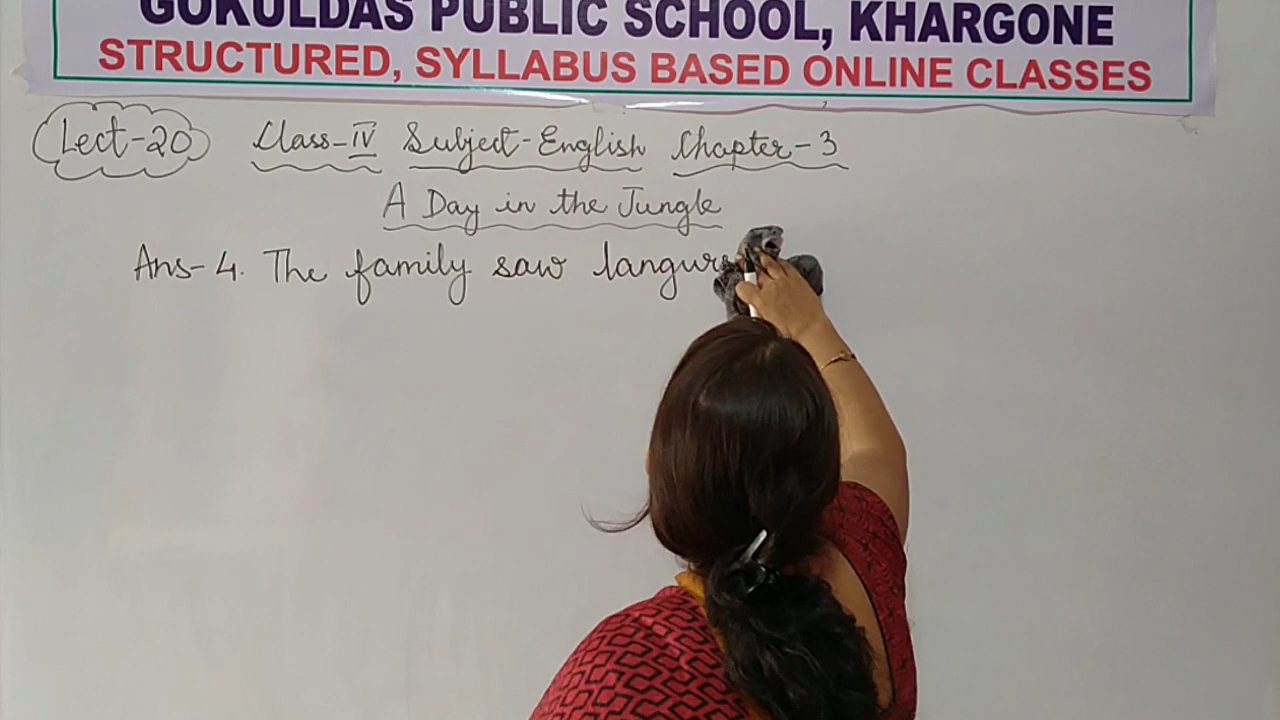 GOKULDAS PUBLIC SCHOOL, KHARGONE
STRUCTURED, SYLLABUS BASED ONLINE CLASSES
Lect-20 Class-IV Subject-English Chapter-3
A Day in the Jungle
Ans-4. The family saw langurs